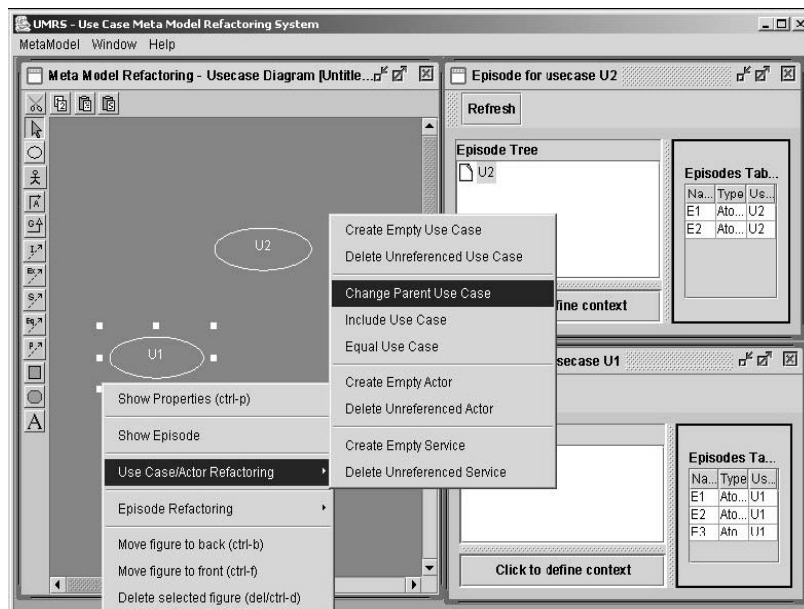 UMRS - Use Case Meta Model Refactoring System
MetaModel Window Help
Meta Model Refactoring - Usecase Diagram [Untitle...
A
G
I
Ex
S
Eq
P
A
U2
U1
Show Properties (ctrl-p)
Show Episode
Use Case/Actor Refactoring
Episode Refactoring
Move figure to back (ctrl-b)
Move figure to front (ctrl-f)
Delete selected figure (del/ctrl-d)
Create Empty Use Case
Delete Unreferenced Use Case
Change Parent Use Case
Include Use Case
Equal Use Case
Create Empty Actor
Delete Unreferenced Actor
Create Empty Service
Delete Unreferenced Service
Episode for usecase U2
Refresh
Episode Tree
U2
fine context
Episodes Tab...
Na... Type Us...
E1 Ato... U2
E2 Ato... U2
usecase U1
Click to define context
Episodes Ta...
Na... Type Us...
E1 Ato... U1
E2 Ato... U1
E3 Ato U1